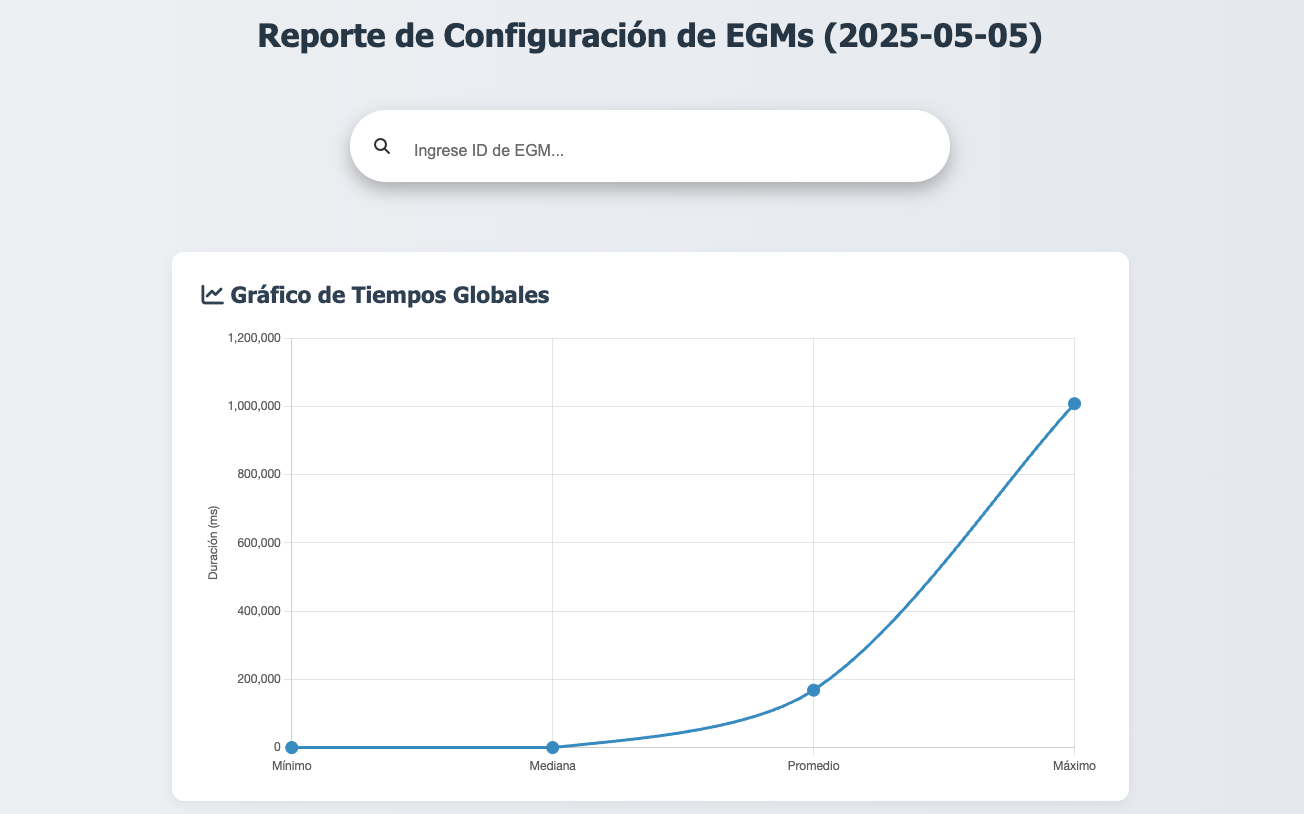 Reporte de Configuración de EGMs (2025-05-05)
Ingrese ID de EGM...
Gráfico de Tiempos Globales
1,200,000
1,000,000
800,000
600,000
400,000
200,000
0
Duración (ms)
Mínimo
Mediana
Promedio
Máximo